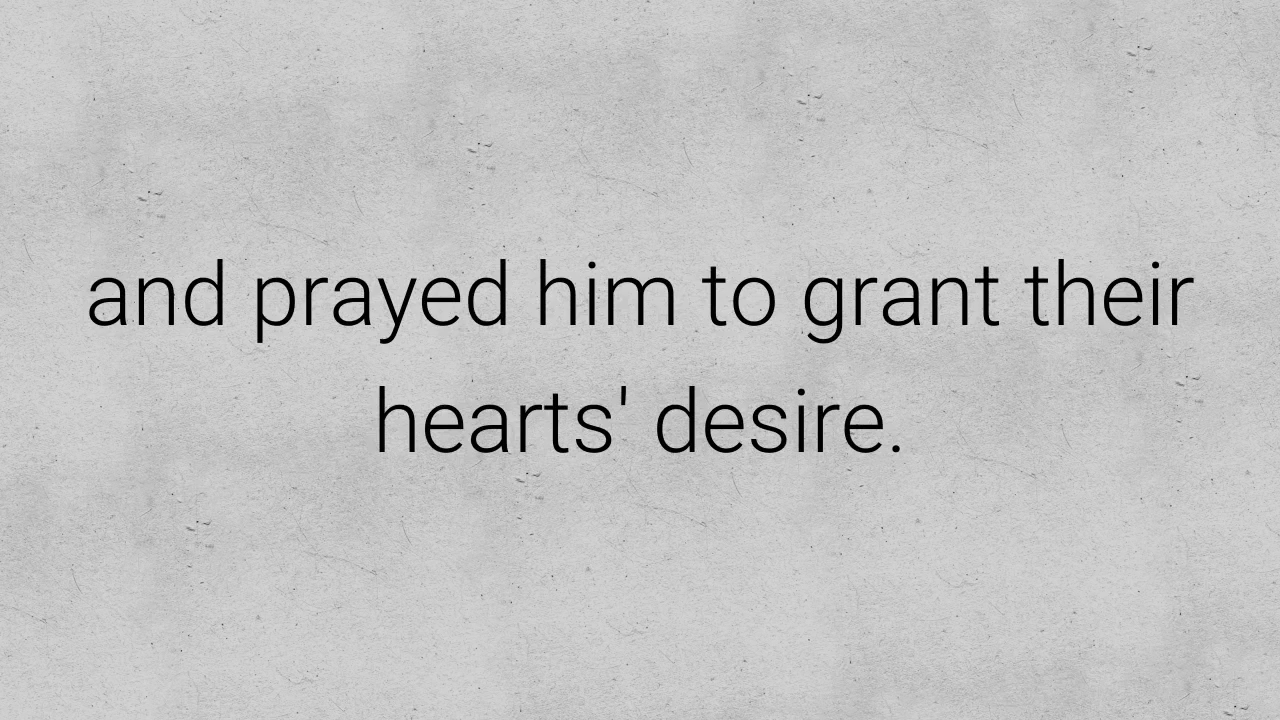 and prayed him to grant their
hearts' desire.